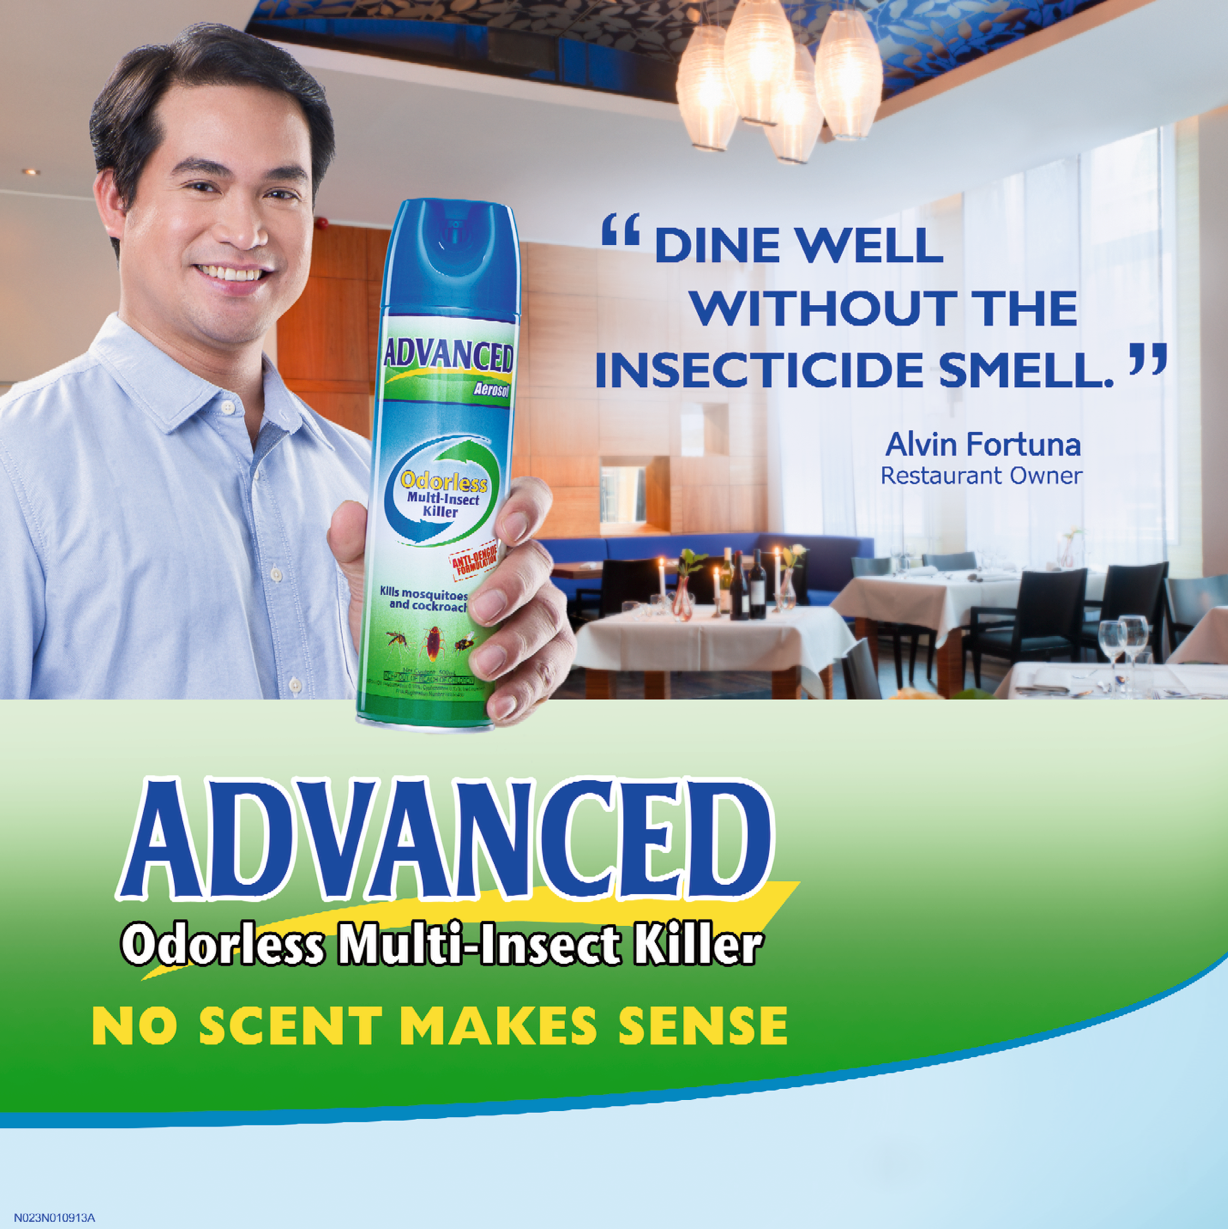 “ DINE WELL
WITHOUT THE
INSECTICIDE SMELL. ”
Alvin Fortuna
Restaurant Owner
ADVANCED
Aerosol
Odorless
Multi-Insect
Killer
ANTI-DENGUE
FORMULATION
Kills mosquitoes
and cockroach
ADVANCED
Odorless Multi-Insect Killer
NO SCENT MAKES SENSE
N023N010913A